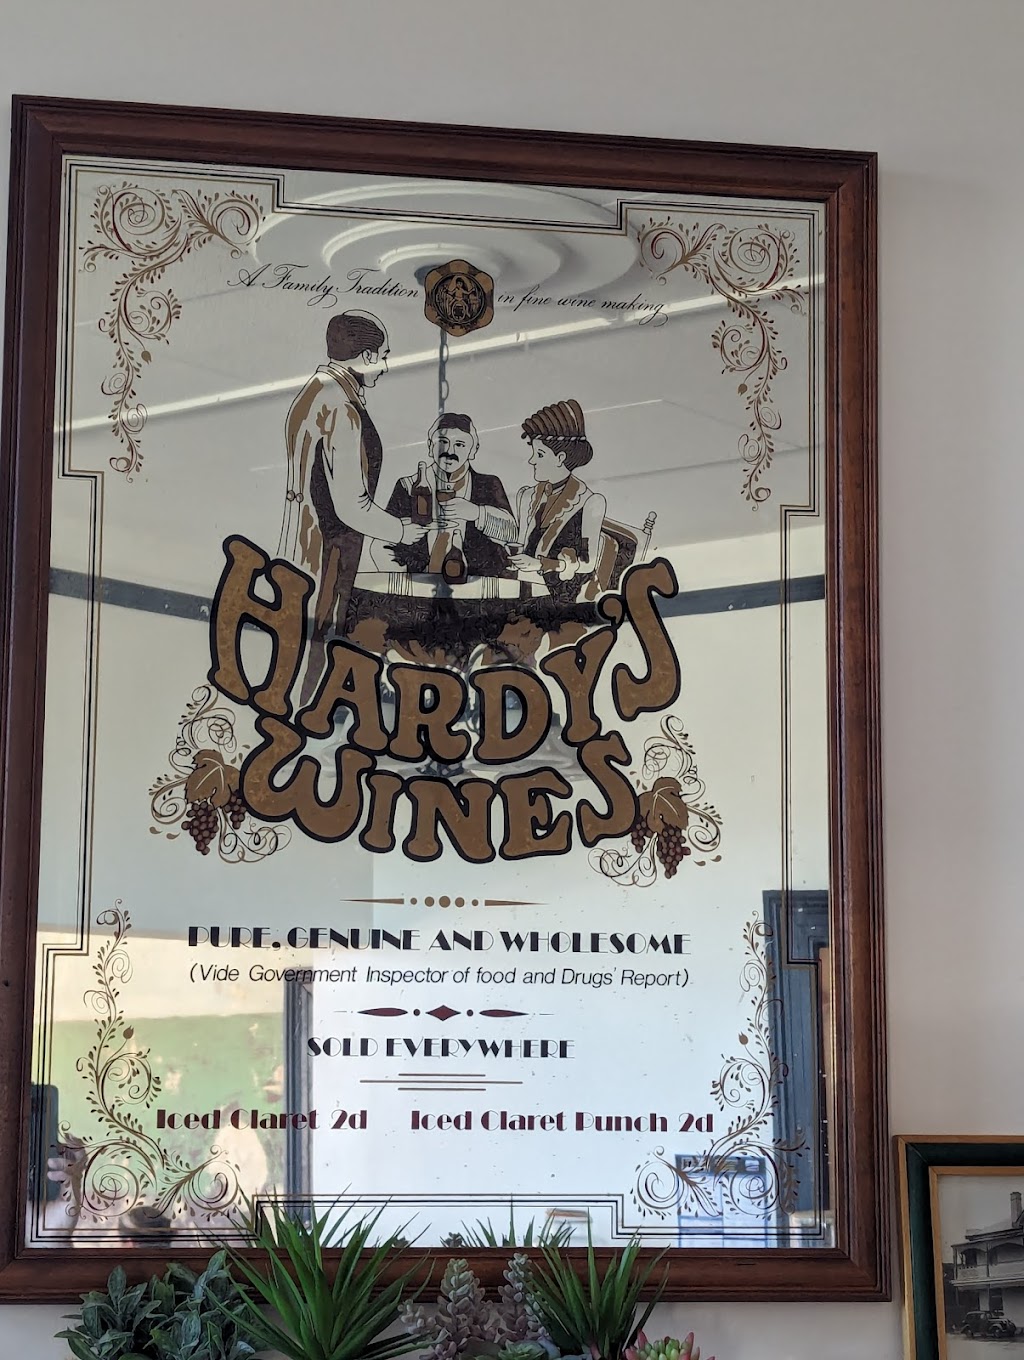 A Family Tradition in fine wine making
HARDY'S
WINES
PURE, GENUINE AND WHOLESOME
(Vide Government Inspector of food and Drugs' Report)
SOLD EVERYWHERE
Iced Claret 2d Iced Claret Punch 2d